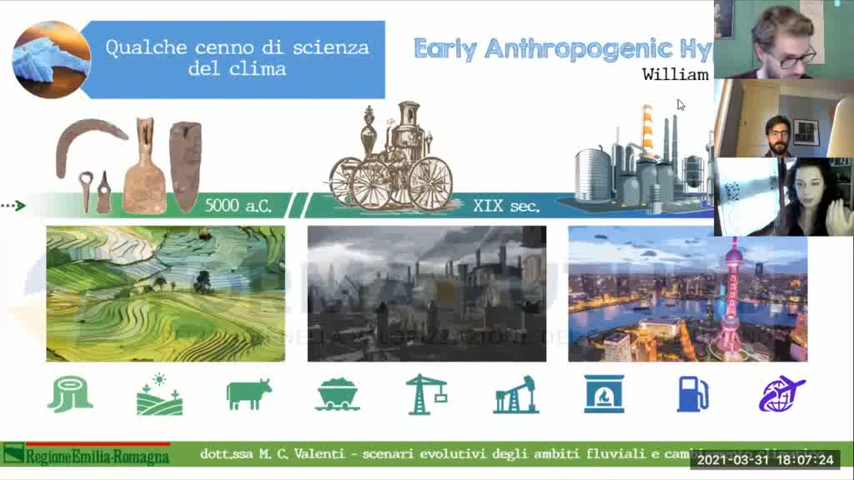 Qualche cenno di scienza
del clima
Early Anthropogenic Hy
William
5000 a.C.
XIX sec.
RegioneEmilia-Romagna
dott.ssa M. C. Valenti - scenari evolutivi degli ambiti fluviali e
2021-03-31 18:07:24